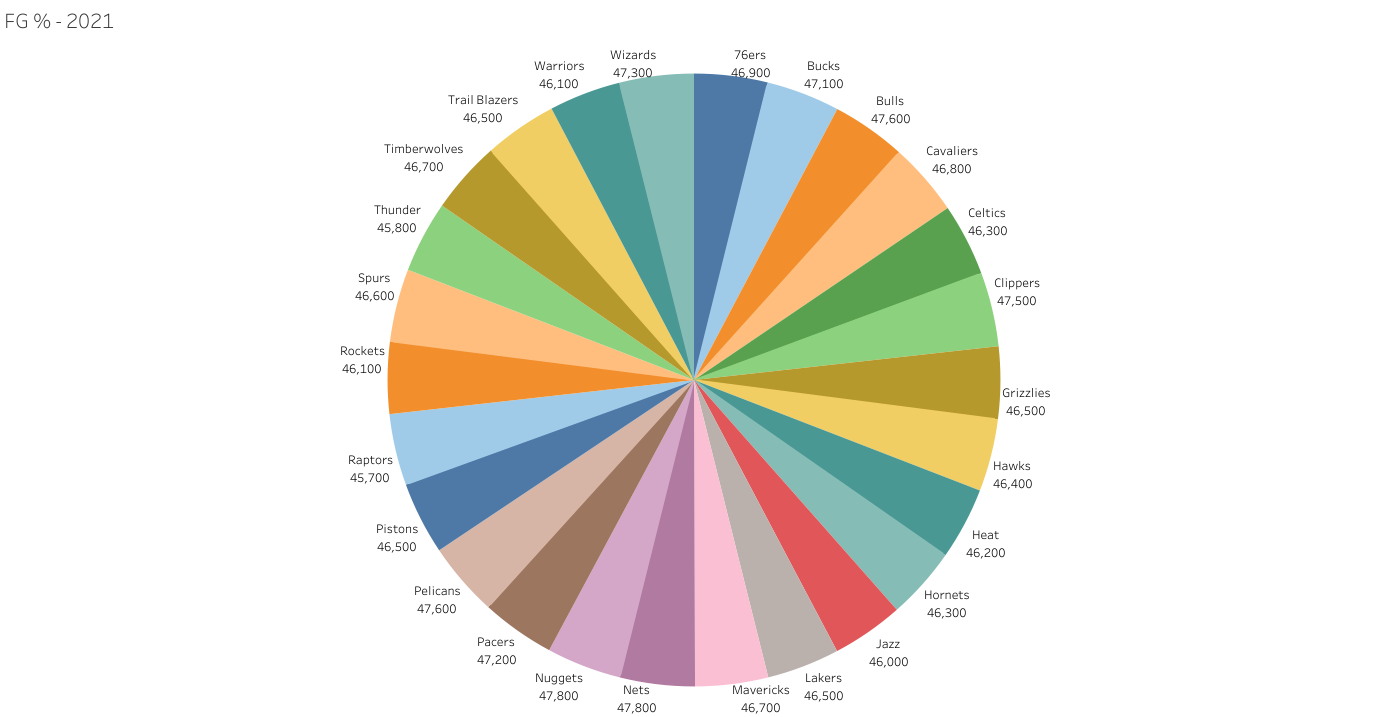 FG % - 2021
76ers
46,900
Bucks
47,100
Bulls
47,600
Cavaliers
46,800
Celtics
46,300
Clippers
47,500
Grizzlies
46,500
Hawks
46,400
Heat
46,200
Hornets
46,300
Jazz
46,000
Lakers
46,500
Mavericks
46,700
Nets
47,800
Nuggets
47,800
Pacers
47,200
Pelicans
47,600
Pistons
46,500
Raptors
45,700
Rockets
46,100
Spurs
46,600
Thunder
45,800
Timberwolves
46,700
Trail Blazers
46,500
Warriors
46,100
Wizards
47,300